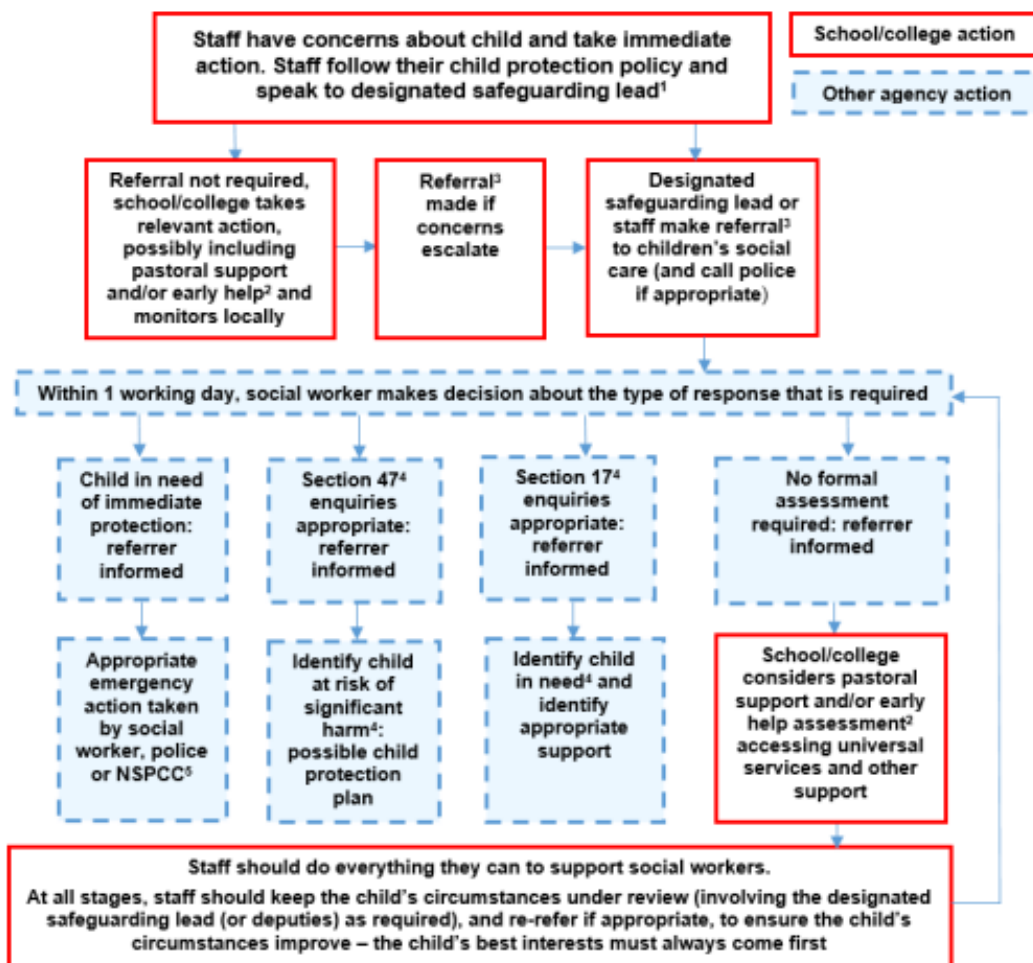 Staff have concerns about child and take immediate
action. Staff follow their child protection policy and
speak to designated safeguarding lead¹
School/college action
Other agency action
Referral not required,
school/college takes
relevant action,
possibly including
pastoral support
and/or early help² and
monitors locally
Referral³
made if
concerns
escalate
Designated
safeguarding lead or
staff make referral³
to children's social
care (and call police
if appropriate)
Within 1 working day, social worker makes decision about the type of response that is required
Child in need
of immediate
protection:
referrer
informed
Section 47⁴
enquiries
appropriate:
referrer
informed
Section 17⁴
enquiries
appropriate:
referrer
informed
No formal
assessment
required: referrer
informed
Appropriate
emergency
action taken
by social
worker, police
or NSPCC⁵
Identify child
at risk of
significant
harm⁴:
possible child
protection
plan
Identify child
in need⁴ and
identify
appropriate
support
School/college
considers pastoral
support and/or early
help assessment²
accessing universal
services and other
support
Staff should do everything they can to support social workers.
At all stages, staff should keep the child's circumstances under review (involving the designated
safeguarding lead (or deputies) as required), and re-refer if appropriate, to ensure the child's
circumstances improve – the child's best interests must always come first